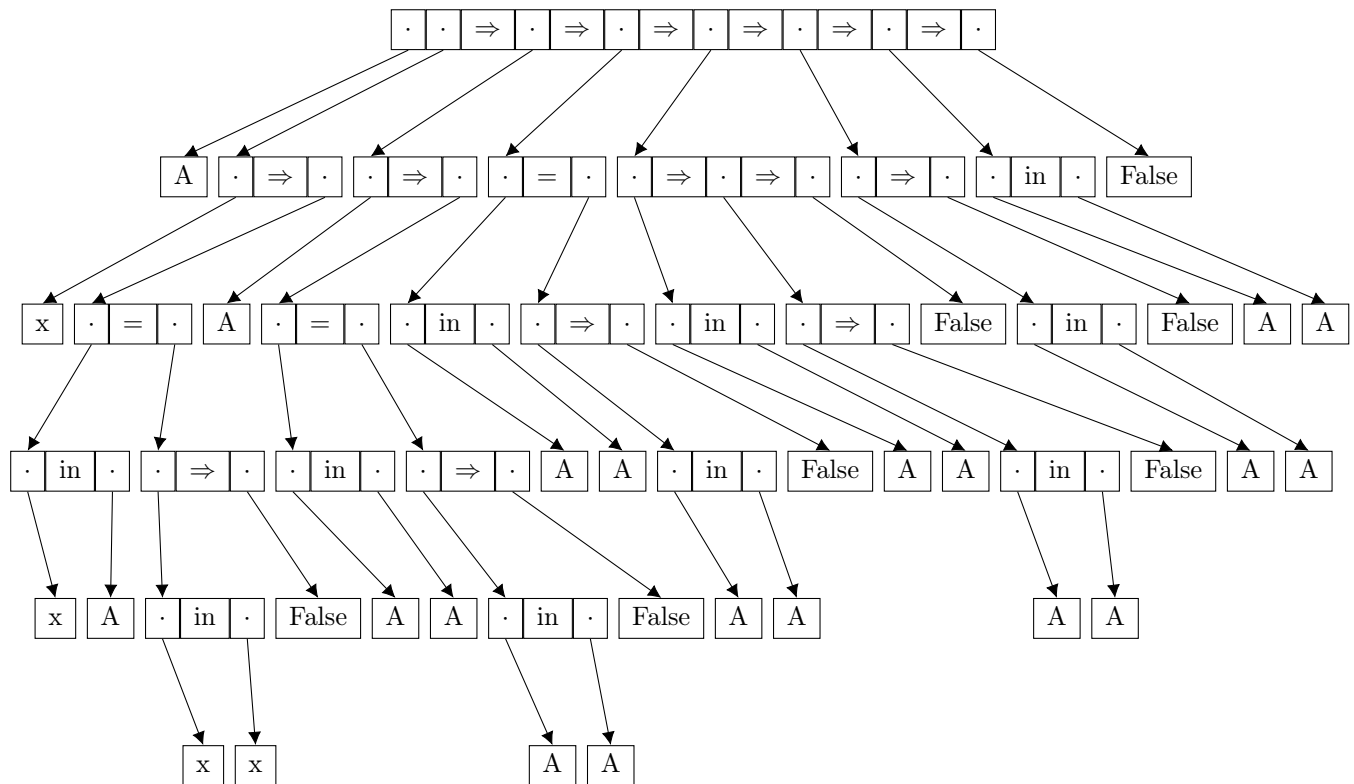 · · ⇒ · ⇒ · ⇒ · ⇒ · ⇒ · ⇒ ·
A · ⇒ · · ⇒ · · = · · ⇒ · ⇒ · · ⇒ · · in · False
x · = · A · = · · in · · ⇒ · · in · · ⇒ · False · in · False A A
· in · · ⇒ · · in · · ⇒ · A A · in · False A A · in · False A A
x A · in · False A A · in · False A A A A
x x A A